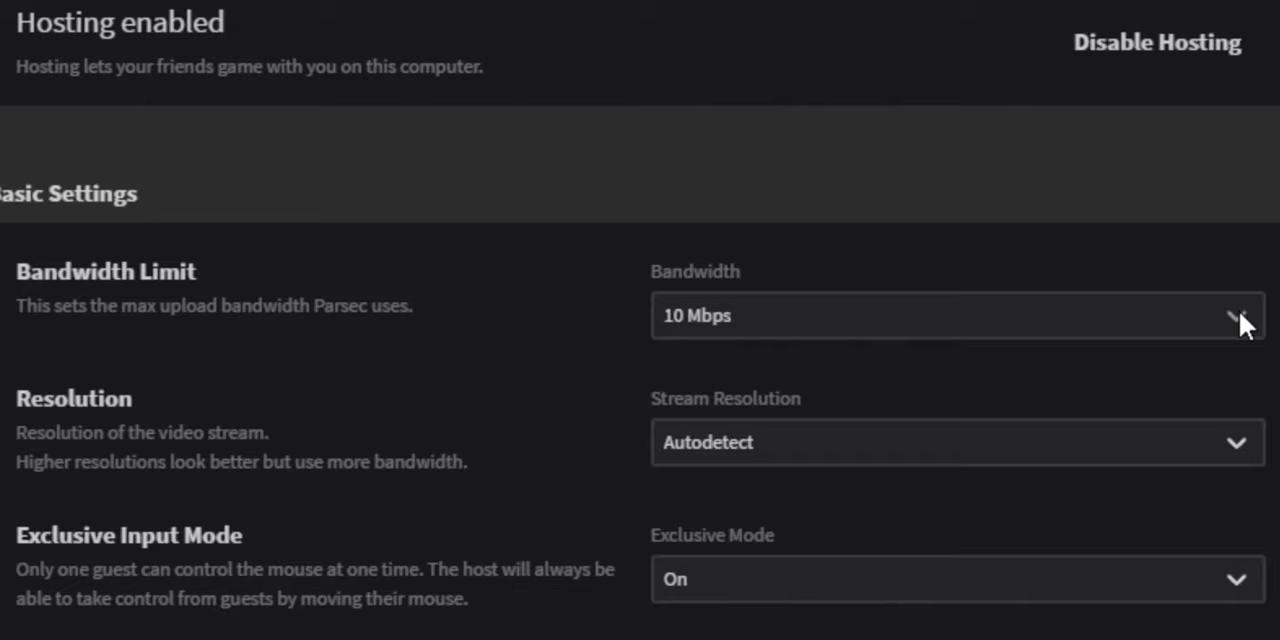 Hosting enabled
Disable Hosting
Hosting lets your friends game with you on this computer.
Basic Settings
Bandwidth Limit
Bandwidth
This sets the max upload bandwidth Parsec uses.
10 Mbps
Resolution
Stream Resolution
Resolution of the video stream.
Autodetect
Higher resolutions look better but use more bandwidth.
Exclusive Input Mode
Exclusive Mode
Only one guest can control the mouse at one time. The host will always be
On
able to take control from guests by moving their mouse.